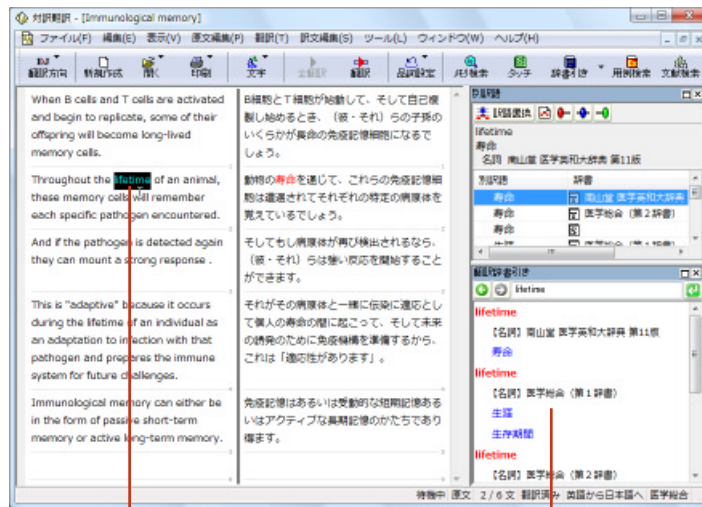 対訳翻訳 - [Immunological memory]
ファイル(F) 編集(E) 表示(V) 原文編集(P) 翻訳(T) 訳文編集(S) ツール(L) ウィンドウ(W) ヘルプ(H)
翻訳方向 新規作成 開く 印刷 文字 全翻訳 翻訳 品詞設定 用例検索 タッチ 辞書引き 用例検索 文献検索
When B cells and T cells are activated
and begin to replicate, some of their
offspring will become long-lived
memory cells.
B細胞とT細胞が始動して、そして自己複
製し始めるとき、（彼・それ）らの子孫の
いくらかが長命の免疫記憶細胞になるで
しょう。
Throughout the lifetime of an animal,
these memory cells will remember
each specific pathogen encountered.
動物の寿命を通じて、これらの免疫記憶細
胞は遭遇されてそれぞれの特定の病原体を
覚えているでしょう。
And if the pathogen is detected again
they can mount a strong response .
そしてもし病原体が再び検出されるなら、
（彼・それ）らは強い反応を開始すること
ができます。
This is "adaptive" because it occurs
during the lifetime of an individual as
an adaptation to infection with that
pathogen and prepares the immune
system for future challenges.
それがその病原体と一緒に伝染に適応とし
て個人の寿命の間に起こって、そして未来
の誘発のために免疫機構を準備するから、
これは「適応性があります」。
Immunological memory can either be
in the form of passive short-term
memory or active long-term memory.
免疫記憶はあるいは受動的な短期記憶ある
いはアクティブな長期記憶のかたちであり
得ます。
別訳語
訳語置換
lifetime
寿命
名詞 南山堂 医学英和大辞典 第11版
別訳語 辞書
寿命 南山堂 医学英和大辞典
寿命 医学総合（第２辞書）
寿命
生涯 医学総合（第１辞書）
翻訳辞書引き
lifetime
lifetime
【名詞】南山堂 医学英和大辞典 第11版
寿命
lifetime
【名詞】医学総合（第１辞書）
生涯
生存期間
lifetime
【名詞】医学総合（第２辞書）
待機中 原文 2/6文 翻訳済み 英語から日本語へ 医学総合